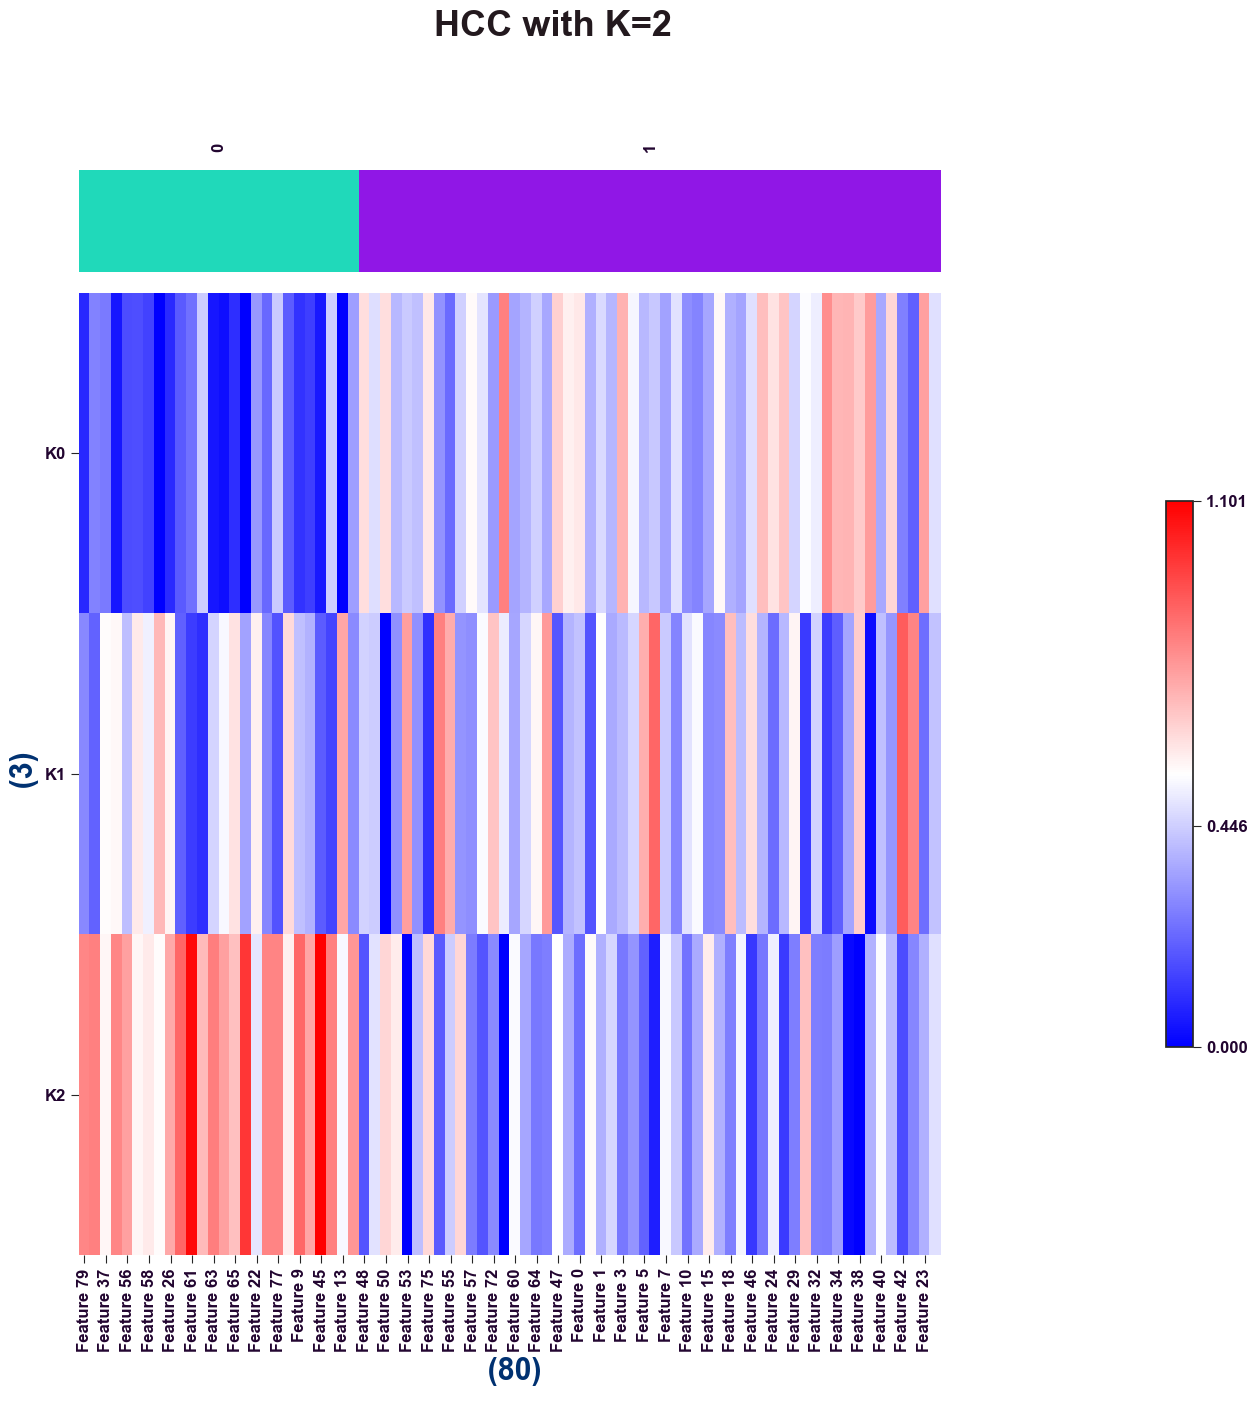 HCC with K=2
0
1
K0
K1
K2
(3)
1.101
0.446
0.000
Feature 79
Feature 37
Feature 56
Feature 58
Feature 26
Feature 61
Feature 63
Feature 65
Feature 22
Feature 77
Feature 9
Feature 45
Feature 13
Feature 48
Feature 50
Feature 53
Feature 75
Feature 55
Feature 57
Feature 72
Feature 60
Feature 64
Feature 47
Feature 0
Feature 1
Feature 3
Feature 5
Feature 7
Feature 10
Feature 15
Feature 18
Feature 46
Feature 24
Feature 29
Feature 32
Feature 34
Feature 38
Feature 40
Feature 42
Feature 23
(80)